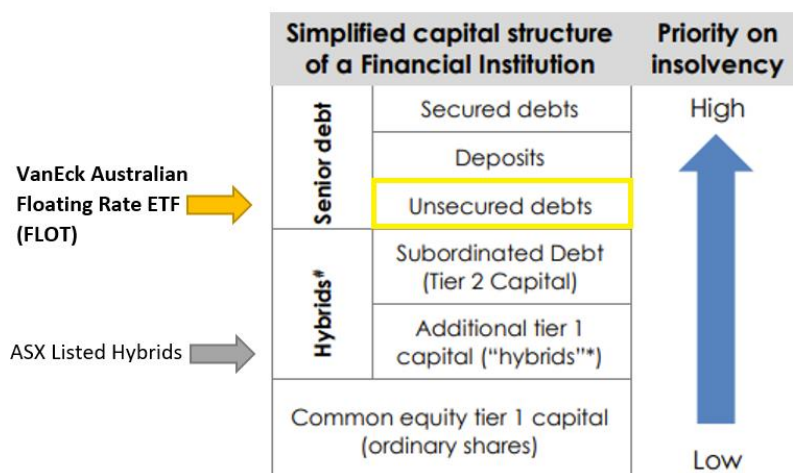 Simplified capital structure
of a Financial Institution
Priority on
insolvency
Senior debt
Secured debts
High
Deposits
VanEck Australian
Floating Rate ETF
(FLOT)
Unsecured debts
Hybrids#
Subordinated Debt
(Tier 2 Capital)
ASX Listed Hybrids
Additional tier 1
capital (“hybrids”*)
Common equity tier 1 capital
(ordinary shares)
Low